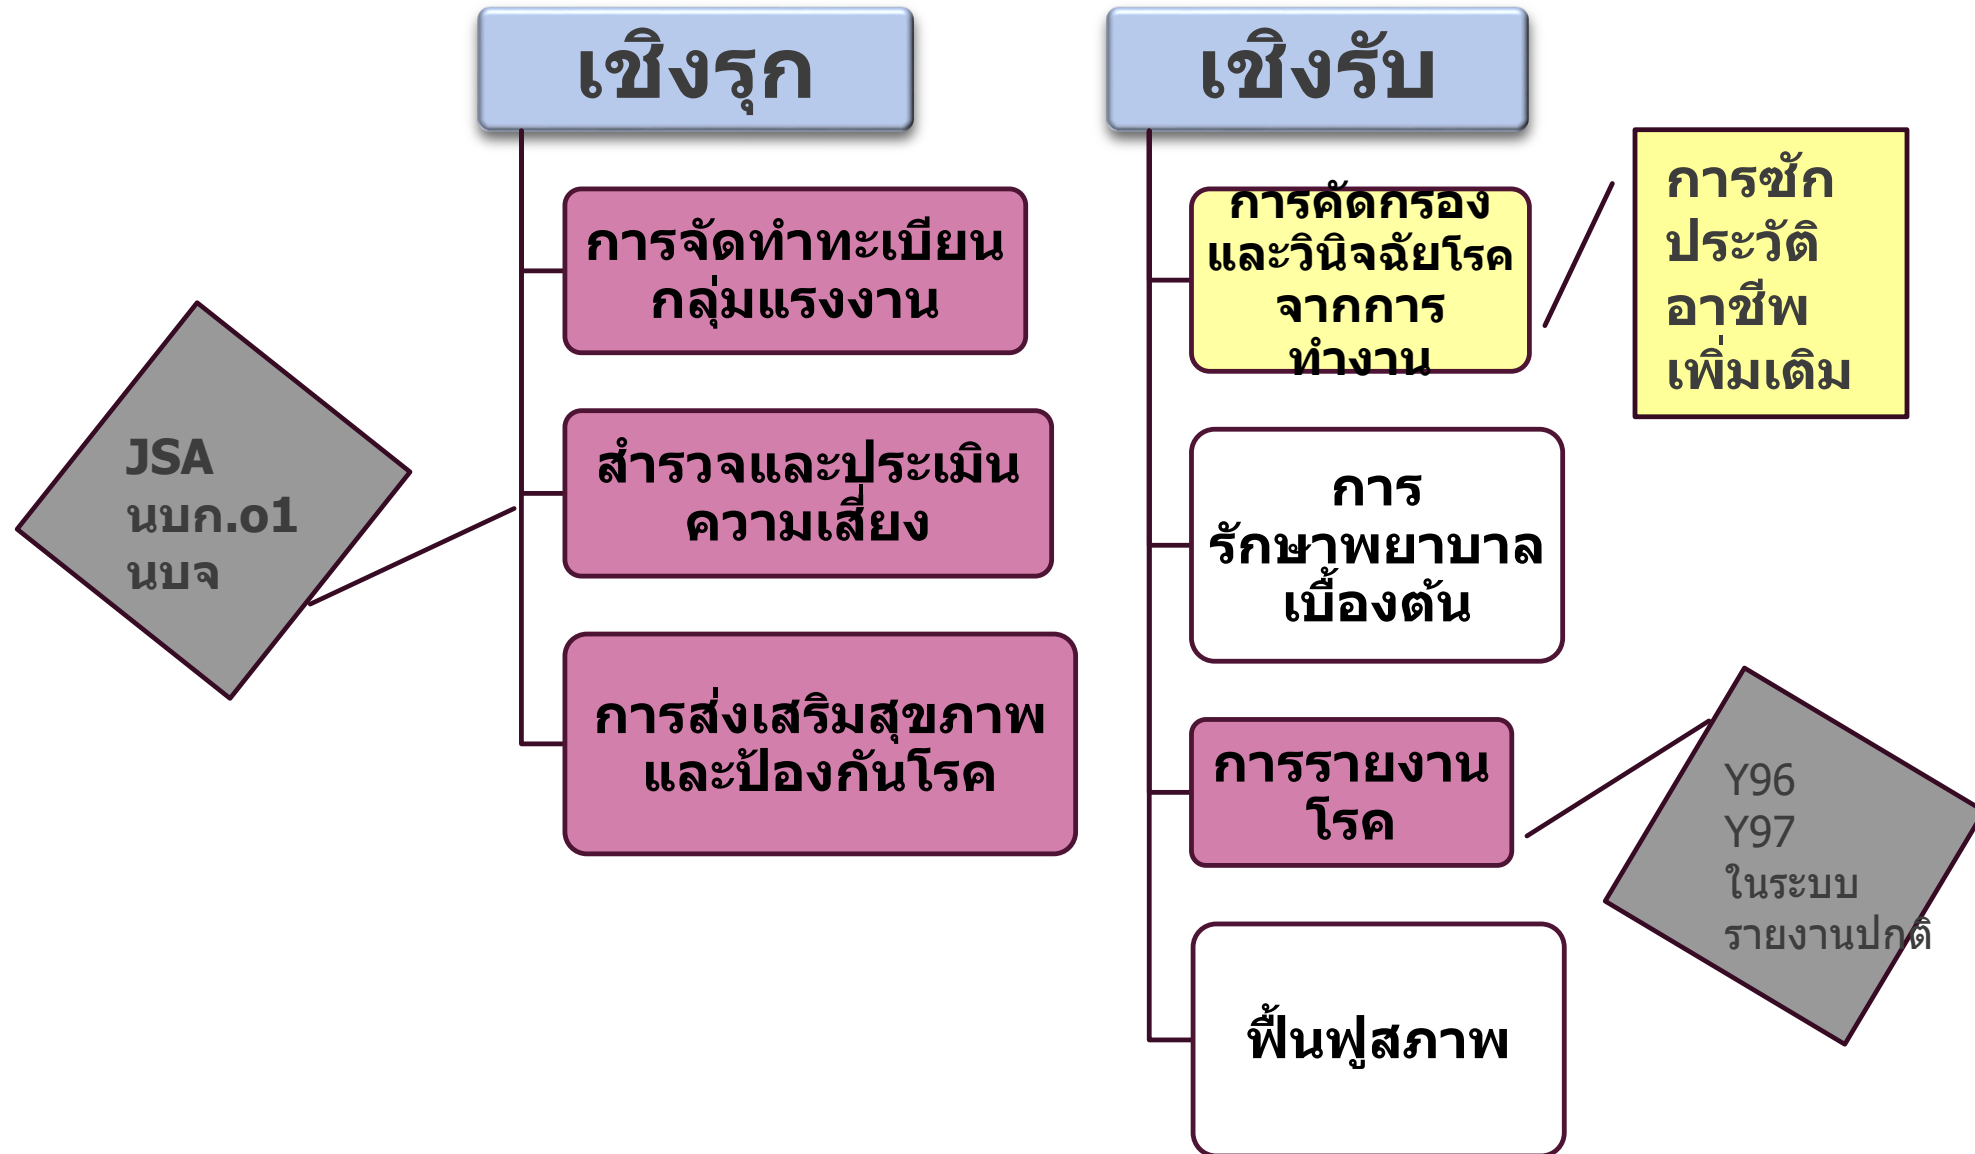 เชิงรุก
การจัดทำทะเบียน
กลุ่มแรงงาน
สำรวจและประเมิน
ความเสี่ยง
การส่งเสริมสุขภาพ
และป้องกันโรค
JSA
นบก.o1
นบจ
เชิงรับ
การคัดกรอง
และวินิจฉัยโรค
จากการ
ทำงาน
การซัก
ประวัติ
อาชีพ
เพิ่มเติม
การ
รักษาพยาบาล
เบื้องต้น
การรายงาน
โรค
Y96
Y97
ในระบบ
รายงานปกติ
ฟื้นฟูสภาพ